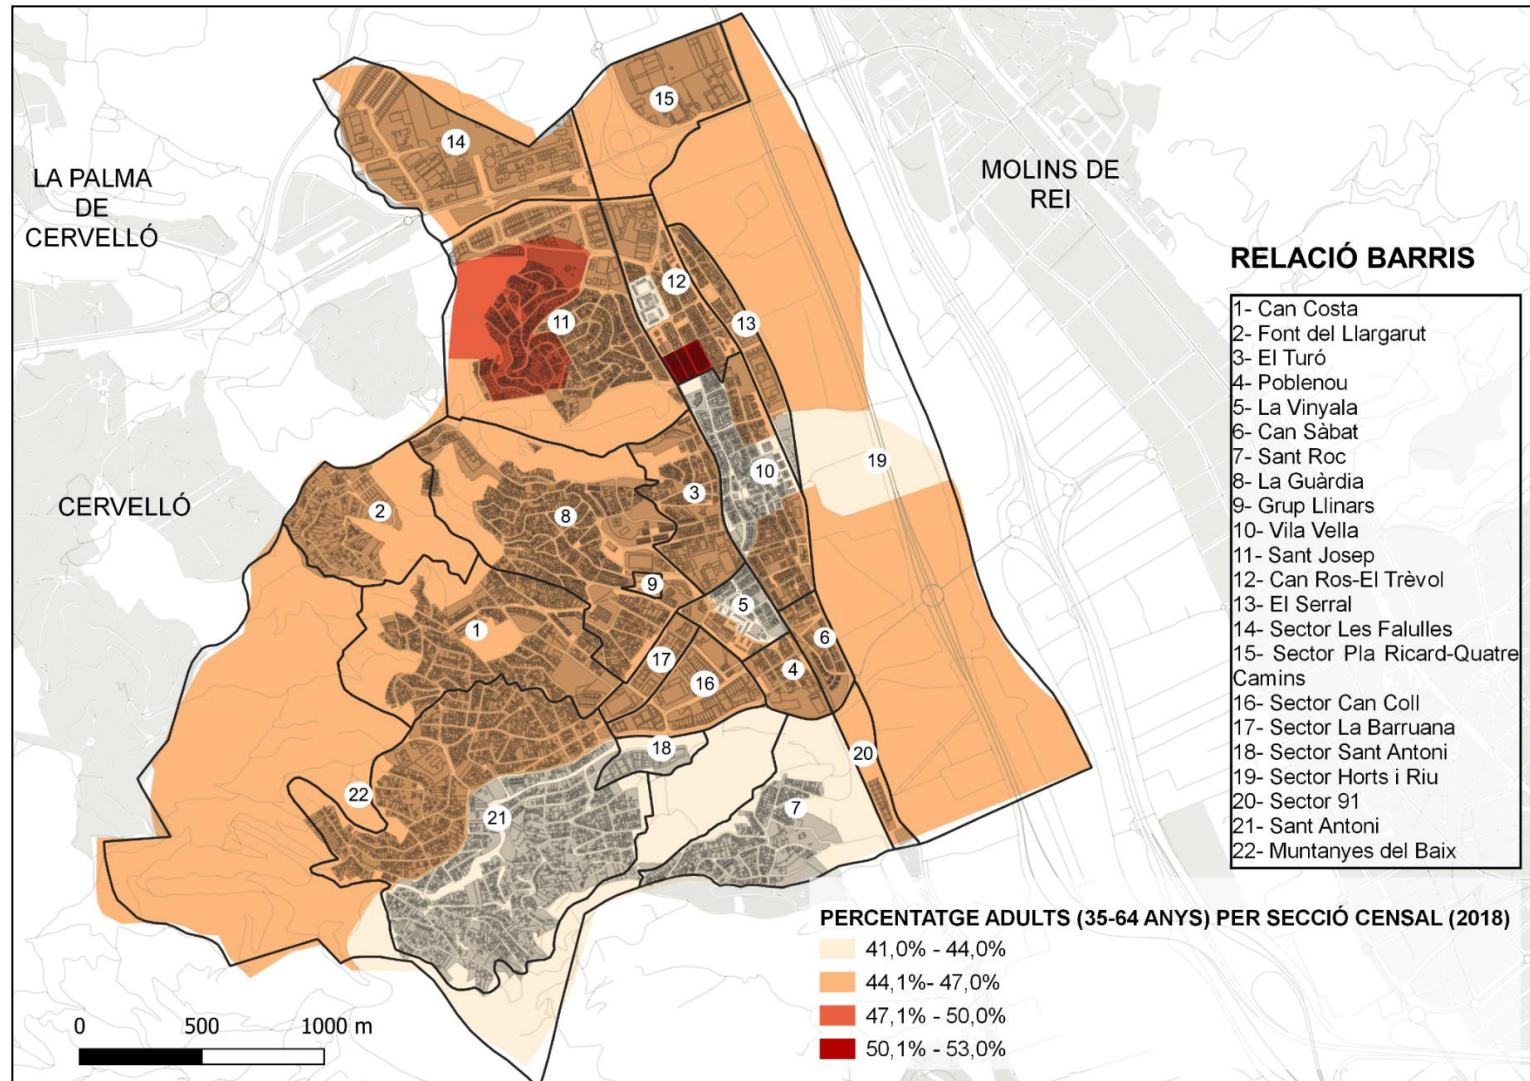 LA PALMA
DE
CERVELLÓ
MOLINS DE
REI
CERVELLÓ
15
14
12
13
11
10
19
3
2
8
9
5
1
6
17
4
16
18
20
22
7
21
RELACIÓ BARRIS
1- Can Costa
2- Font del Llargarut
3- El Turó
4- Poblenou
5- La Vinyala
6- Can Sàbat
7- Sant Roc
8- La Guàrdia
9- Grup Llinars
10- Vila Vella
11- Sant Josep
12- Can Ros-El Trèvol
13- El Serral
14- Sector Les Falulles
15- Sector Pla Ricard-Quatre
Camins
16- Sector Can Coll
17- Sector La Barruana
18- Sector Sant Antoni
19- Sector Horts i Riu
20- Sector 91
21- Sant Antoni
22- Muntanyes del Baix
PERCENTATGE ADULTS (35-64 ANYS) PER SECCIÓ CENSAL (2018)
41,0% - 44,0%
44,1%- 47,0%
47,1% - 50,0%
50,1% - 53,0%
0 500 1000 m